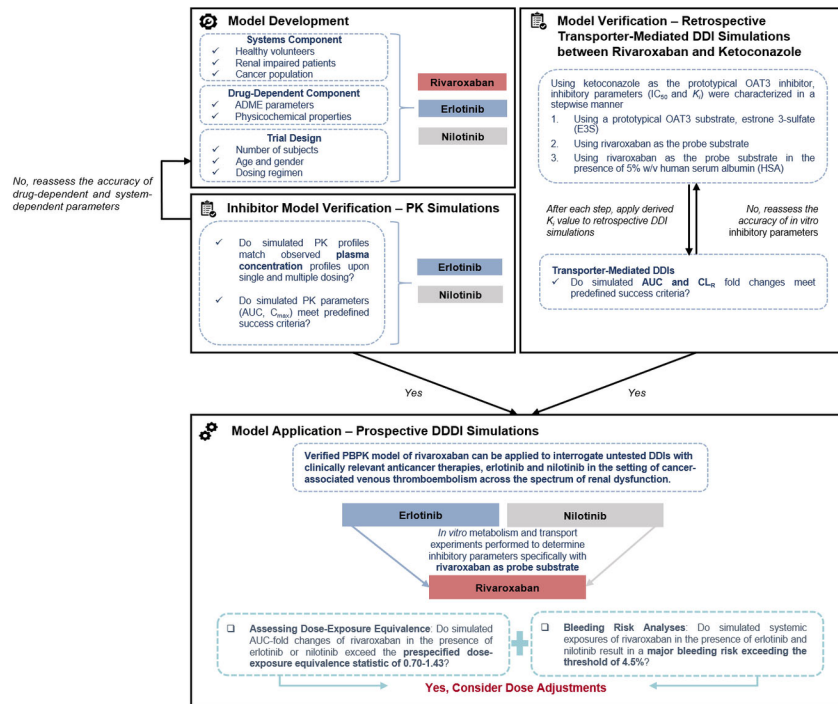 Model Development
Systems Component
✓ Healthy volunteers
✓ Renal impaired patients
✓ Cancer population
Drug-Dependent Component
✓ ADME parameters
✓ Physicochemical properties
Trial Design
✓ Number of subjects
✓ Age and gender
✓ Dosing regimen
Rivaroxaban
Erlotinib
Nilotinib
No, reassess the accuracy of
drug-dependent and system-
dependent parameters
Inhibitor Model Verification – PK Simulations
✓ Do simulated PK profiles
match observed plasma
concentration profiles upon
single and multiple dosing?
✓ Do simulated PK parameters
(AUC, Cmax) meet predefined
success criteria?
Erlotinib
Nilotinib
Model Verification – Retrospective
Transporter-Mediated DDI Simulations
between Rivaroxaban and Ketoconazole
Using ketoconazole as the prototypical OAT3 inhibitor,
inhibitory parameters (IC50 and Ki) were characterized in a
stepwise manner
1. Using a prototypical OAT3 substrate, estrone 3-sulfate
(E3S)
2. Using rivaroxaban as the probe substrate
3. Using rivaroxaban as the probe substrate in the
presence of 5% w/v human serum albumin (HSA)
After each step, apply derived
Ki value to retrospective DDI
simulations
No, reassess the
accuracy of in vitro
inhibitory parameters
Transporter-Mediated DDIs
✓ Do simulated AUC and CLR fold changes meet
predefined success criteria?
Yes
Yes
Model Application – Prospective DDDI Simulations
Verified PBPK model of rivaroxaban can be applied to interrogate untested DDIs with
clinically relevant anticancer therapies, erlotinib and nilotinib in the setting of cancer-
associated venous thromboembolism across the spectrum of renal dysfunction.
Erlotinib
Nilotinib
In vitro metabolism and transport
experiments performed to determine
inhibitory parameters specifically with
rivaroxaban as probe substrate
Rivaroxaban
❑ Assessing Dose-Exposure Equivalence: Do simulated
AUC-fold changes of rivaroxaban in the presence of
erlotinib or nilotinib exceed the prespecified dose-
exposure equivalence statistic of 0.70-1.43?
❑ Bleeding Risk Analyses: Do simulated systemic
exposures of rivaroxaban in the presence of erlotinib and
nilotinib result in a major bleeding risk exceeding the
threshold of 4.5%?
Yes, Consider Dose Adjustments